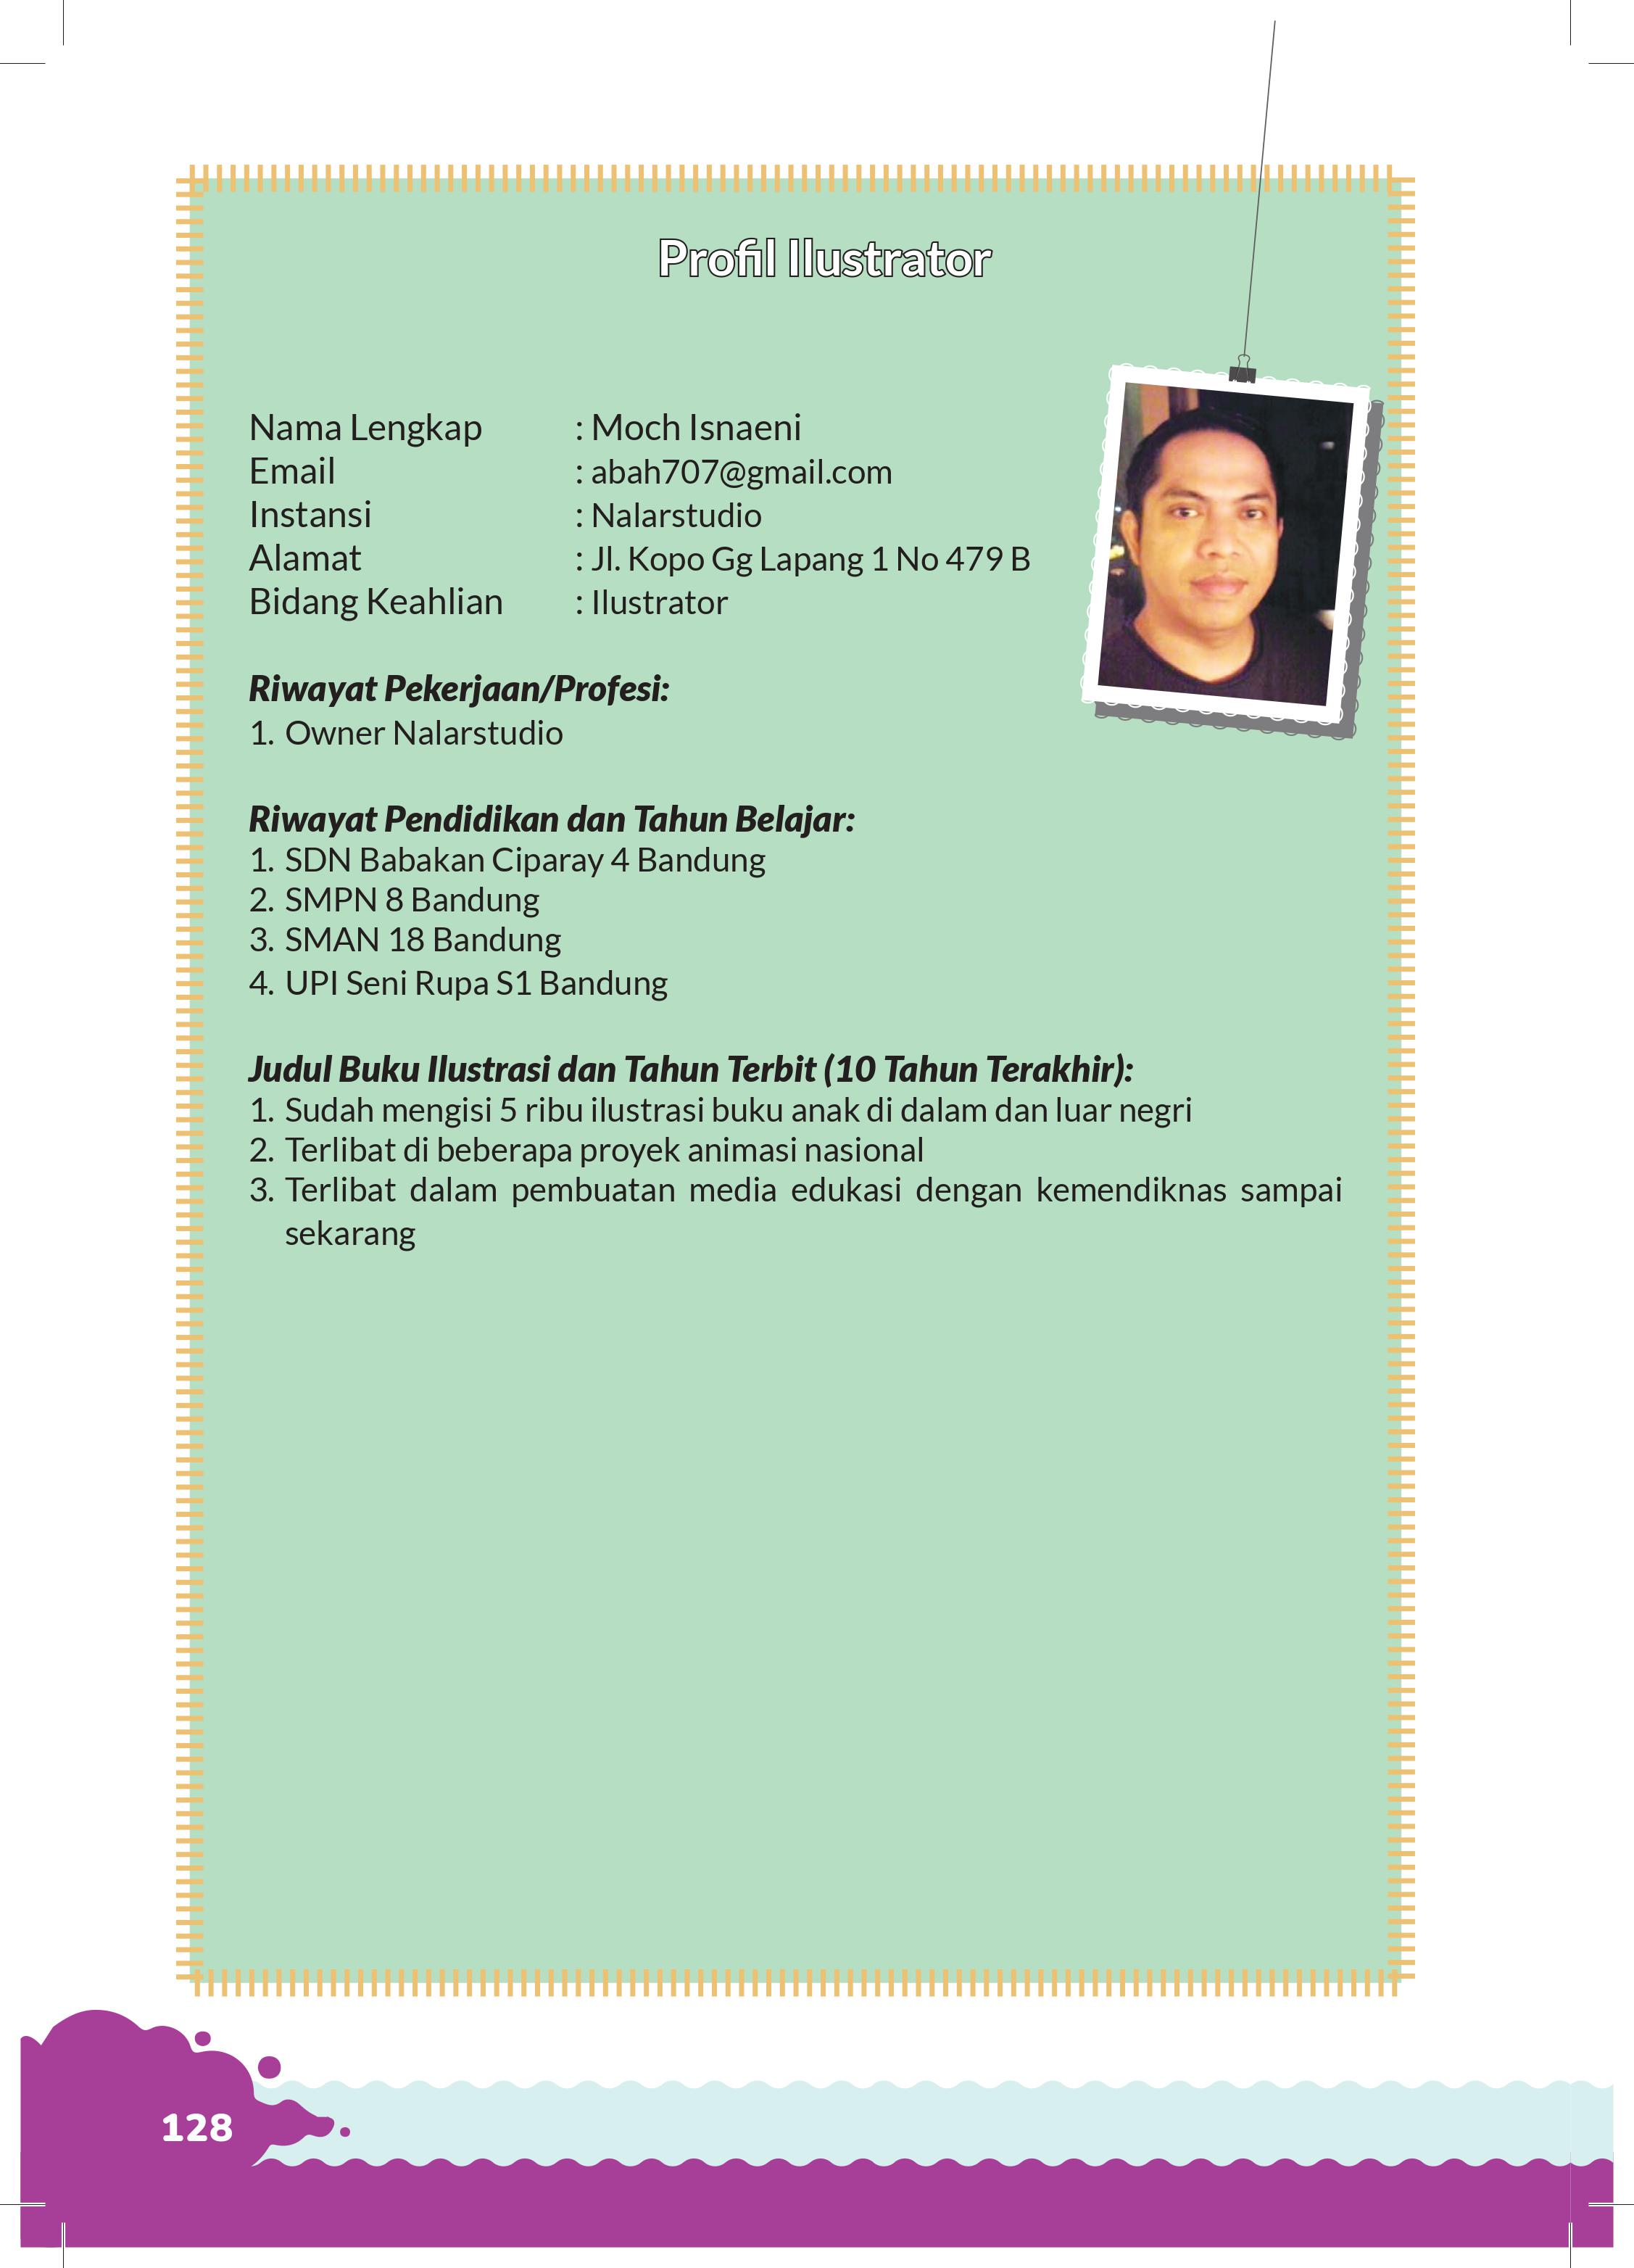 Profil Ilustrator
Nama Lengkap : Moch Isnaeni
Email : abah707@gmail.com
Instansi : Nalarstudio
Alamat : Jl. Kopo Gg Lapang 1 No 479 B
Bidang Keahlian : Ilustrator
Riwayat Pekerjaan/Profesi:
1. Owner Nalarstudio
Riwayat Pendidikan dan Tahun Belajar:
1. SDN Babakan Ciparay 4 Bandung
2. SMPN 8 Bandung
3. SMAN 18 Bandung
4. UPI Seni Rupa S1 Bandung
Judul Buku Ilustrasi dan Tahun Terbit (10 Tahun Terakhir):
1. Sudah mengisi 5 ribu ilustrasi buku anak di dalam dan luar negri
2. Terlibat di beberapa proyek animasi nasional
3. Terlibat dalam pembuatan media edukasi dengan kemendiknas sampai
sekarang
128